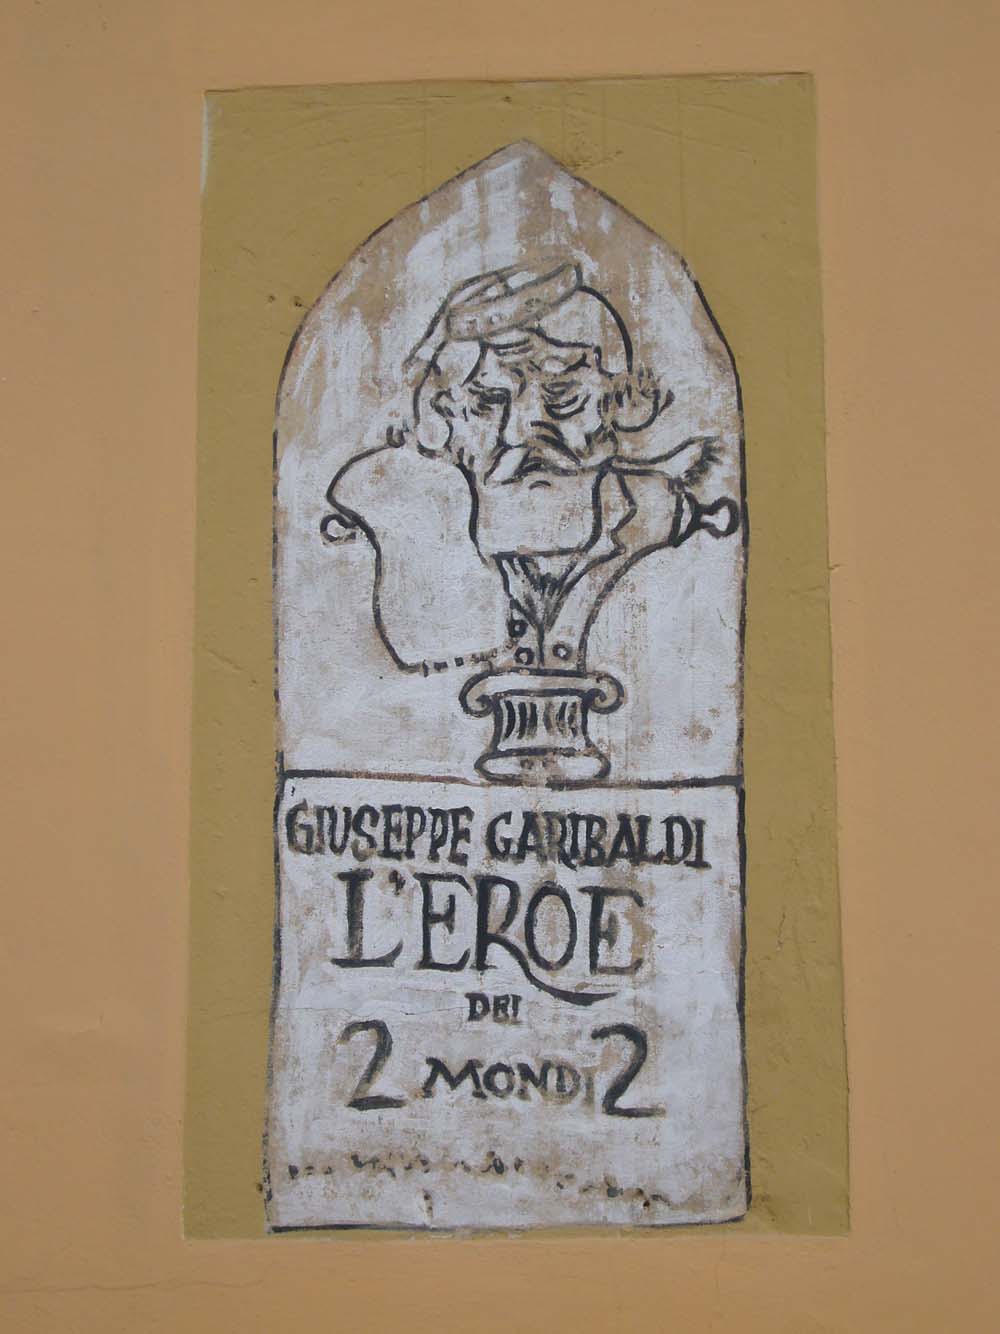 GIUSEPPE GARIBALDI
L'EROE
DEI
2 MONDI 2